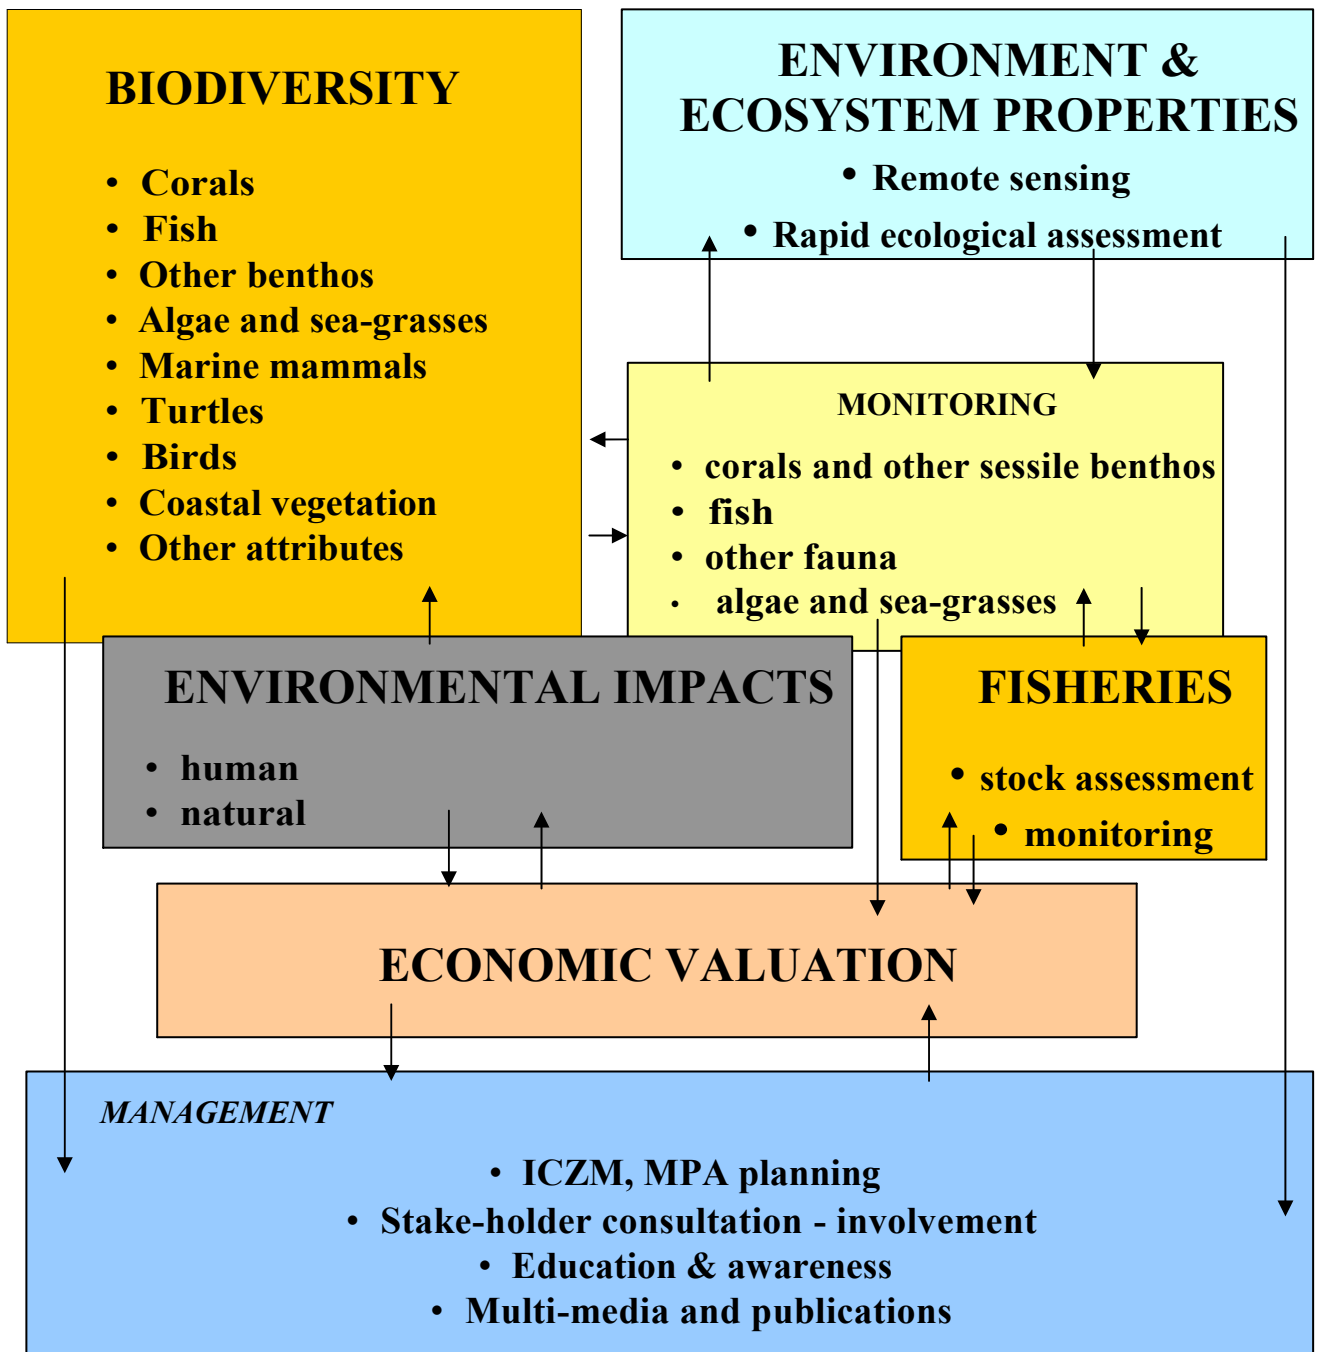 BIODIVERSITY
• Corals
• Fish
• Other benthos
• Algae and sea-grasses
• Marine mammals
• Turtles
• Birds
• Coastal vegetation
• Other attributes
ENVIRONMENT &
ECOSYSTEM PROPERTIES
• Remote sensing
• Rapid ecological assessment
MONITORING
• corals and other sessile benthos
• fish
• other fauna
• algae and sea-grasses
ENVIRONMENTAL IMPACTS
• human
• natural
FISHERIES
• stock assessment
• monitoring
ECONOMIC VALUATION
MANAGEMENT
• ICZM, MPA planning
• Stake-holder consultation - involvement
• Education & awareness
• Multi-media and publications